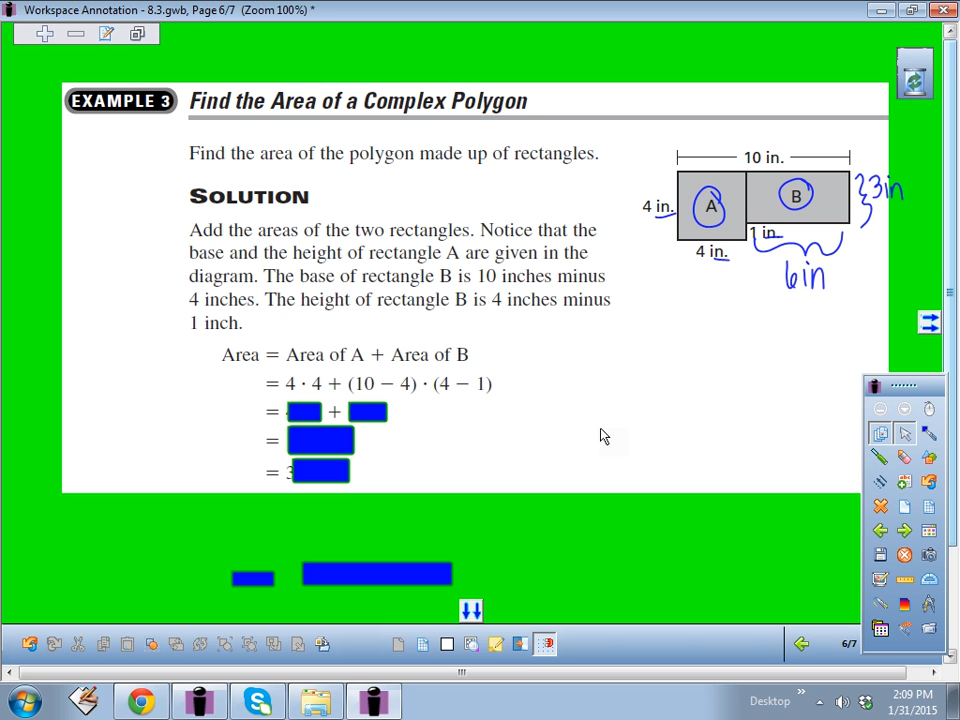 Workspace Annotation - 8.3.gwb, Page 6/7 (Zoom 100%) *
EXAMPLE 3 Find the Area of a Complex Polygon
Find the area of the polygon made up of rectangles.
SOLUTION
Add the areas of the two rectangles. Notice that the
base and the height of rectangle A are given in the
diagram. The base of rectangle B is 10 inches minus
4 inches. The height of rectangle B is 4 inches minus
1 inch.
Area = Area of A + Area of B
= 4 · 4 + (10 − 4) · (4 − 1)
= +
=
= 3
10 in.
A
B
3in
4 in.
1 in.
4 in.
6in
abc
6/7
Desktop
2:09 PM
1/31/2015